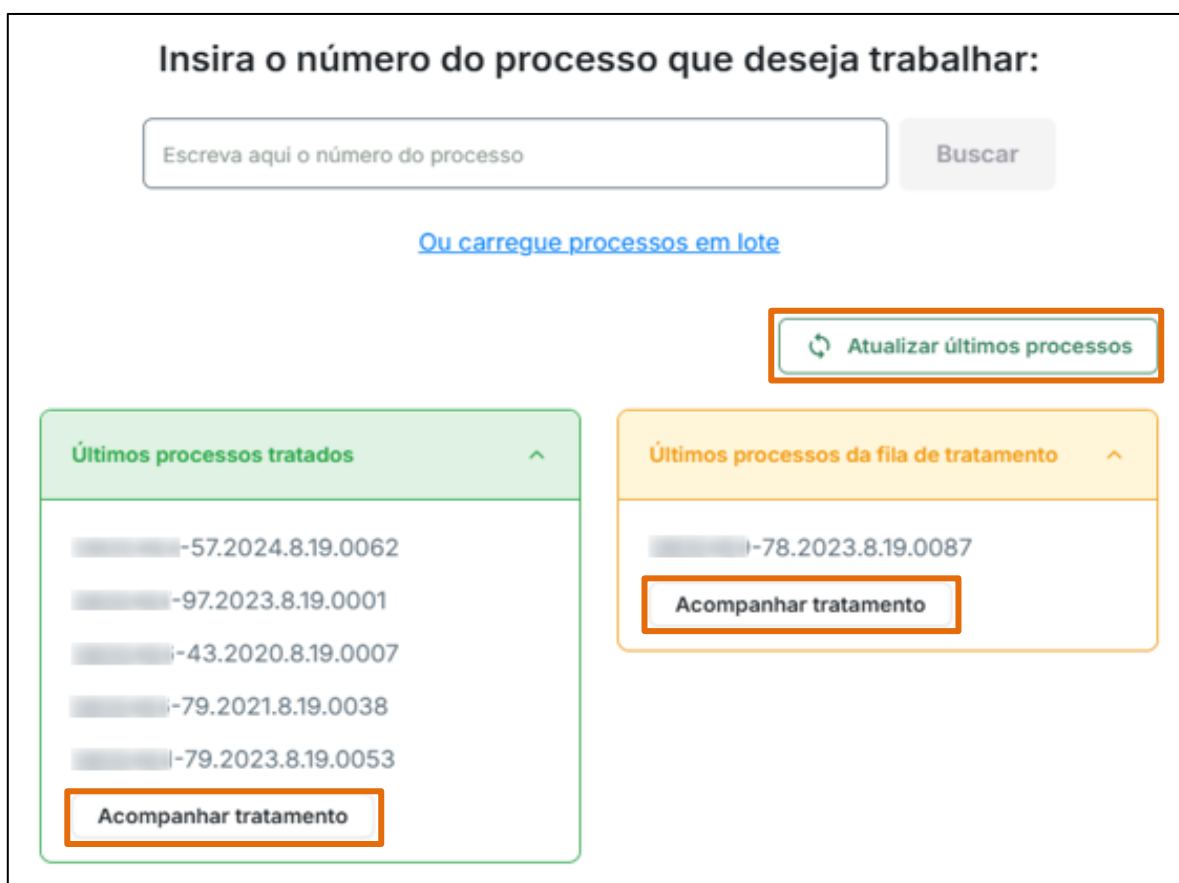 Insira o número do processo que deseja trabalhar:
Escreva aqui o número do processo
Buscar
Ou carregue processos em lote
Atualizar últimos processos
Últimos processos tratados
-57.2024.8.19.0062
-97.2023.8.19.0001
-43.2020.8.19.0007
-79.2021.8.19.0038
-79.2023.8.19.0053
Acompanhar tratamento
Últimos processos da fila de tratamento
-78.2023.8.19.0087
Acompanhar tratamento